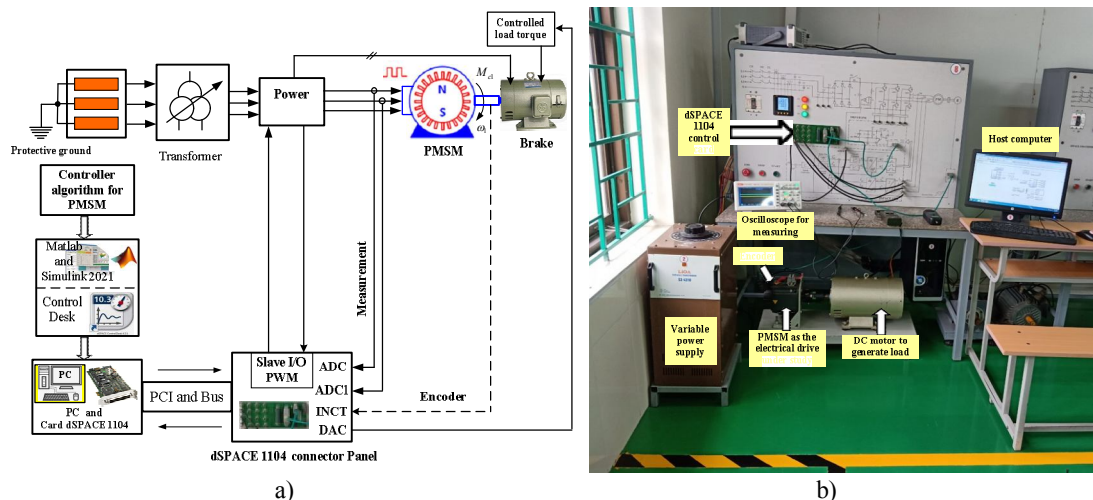 Controlled
load torque
Power
N
S
Protective ground
Transformer
PMSM
Brake
Controller
algorithm for
PMSM
Matlab
and
Simulink 2021
Control
Desk
10.3
Measurement
Encoder
PC
PC and
Card dSPACE 1104
PCI and Bus
Slave I/O
PWM
ADC
ADC1
INCT
DAC
dSPACE 1104 connector Panel
a)
dSPACE
1104
control
Host computer
Oscilloscope for
measuring
Variable
power
supply
PMSM as the
electrical drive
DC motor to
generate load
b)